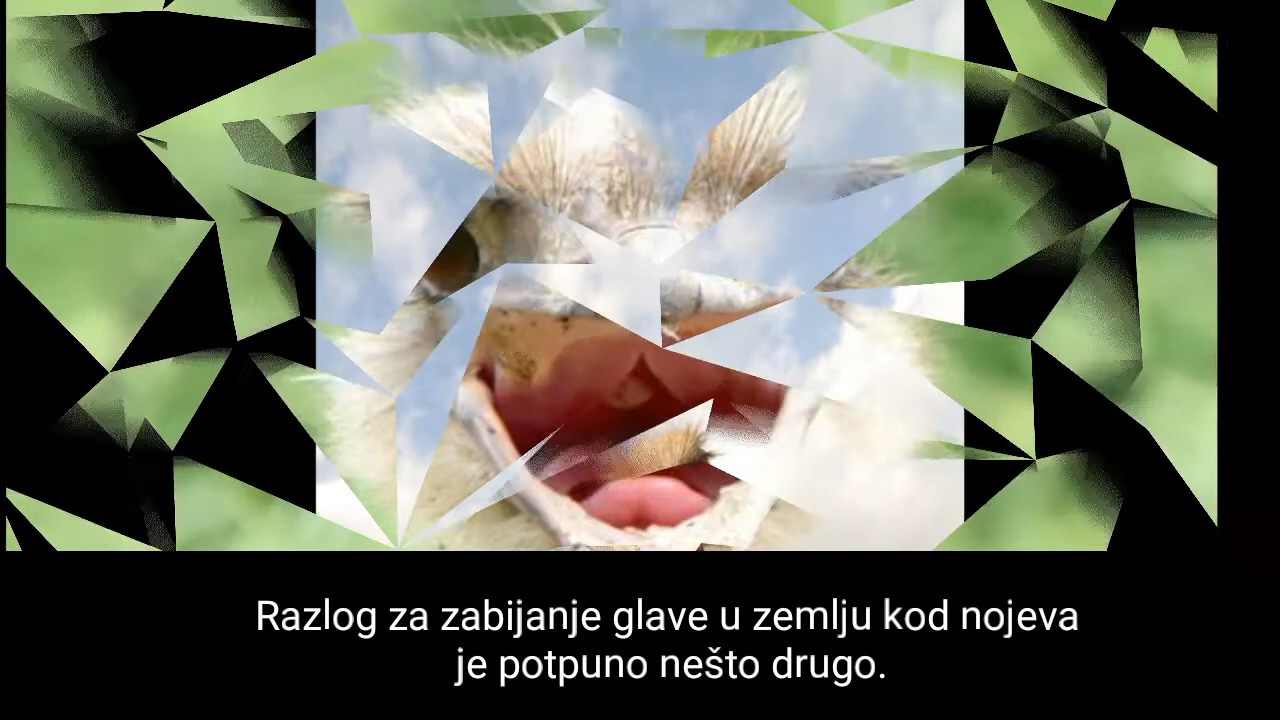 Razlog za zabijanje glave u zemlju kod nojeva
je potpuno nešto drugo.